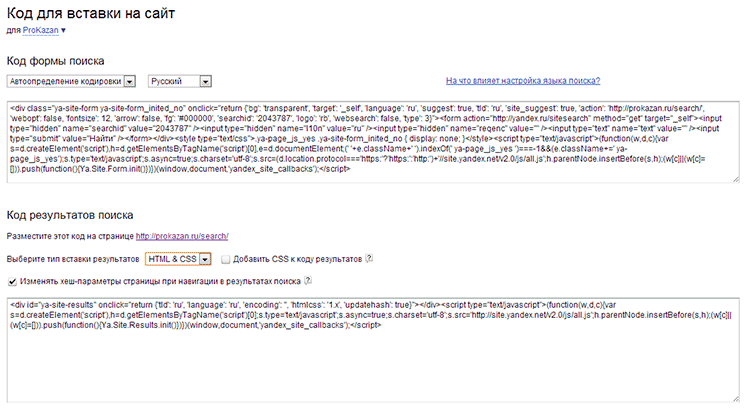 Код для вставки на сайт
для ProKazan ▼
Код формы поиска
Автоопределение кодировки Русский На что влияет настройка языка поиска?
<div class="ya-site-form ya-site-form_inited_no" onclick="return {'bg': 'transparent', 'target': '_self', 'language': 'ru', 'suggest': true, 'tld': 'ru', 'site_suggest': true, 'action': 'http://prokazan.ru/search/',
'webopt': false, 'fontsize': 12, 'arrow': false, 'fg': '#000000', 'searchid': '2043787', 'logo': 'rb', 'websearch': false, 'type': 3}"><form action="http://yandex.ru/sitesearch" method="get" target="_self"><input
type="hidden" name="searchid" value="2043787" /><input type="hidden" name="l10n" value="ru" /><input type="hidden" name="reqenc" value="" /><input type="text" name="text" value="" /><input
type="submit" value="Найти" /></form></div><style type="text/css">.ya-page_js_yes .ya-site-form_inited_no { display: none; }</style><script type="text/javascript">(function(w,d,c){var
s=d.createElement('script'),h=d.getElementsByTagName('script')[0],e=d.documentElement;(' '+e.className+' ').indexOf(' ya-page_js_yes ')===-1&&(e.className+=' ya-
page_js_yes');s.type='text/javascript';s.async=true;s.charset='utf-8';s.src=(d.location.protocol==='https:'?'https:':'http:')+'//site.yandex.net/v2.0/js/all.js';h.parentNode.insertBefore(s,h);(w[c]||(w[c]=
[])).push(function(){Ya.Site.Form.init()})})(window,document,'yandex_site_callbacks');</script>
Код результатов поиска
Разместите этот код на странице http://prokazan.ru/search/
Выберите тип вставки результатов HTML & CSS Добавить CSS к коду результатов ?
Изменять хеш-параметры страницы при навигации в результатах поиска ?
<div id="ya-site-results" onclick="return {'tld': 'ru', 'language': 'ru', 'encoding': '', 'htmlcss': '1.x', 'updatehash': true}"></div><script type="text/javascript">(function(w,d,c){var
s=d.createElement('script'),h=d.getElementsByTagName('script')[0];s.type='text/javascript';s.async=true;s.charset='utf-8';s.src='http://site.yandex.net/v2.0/js/all.js';h.parentNode.insertBefore(s,h);(w[c]||
(w[c]=[])).push(function(){Ya.Site.Results.init()})})(window,document,'yandex_site_callbacks');</script>